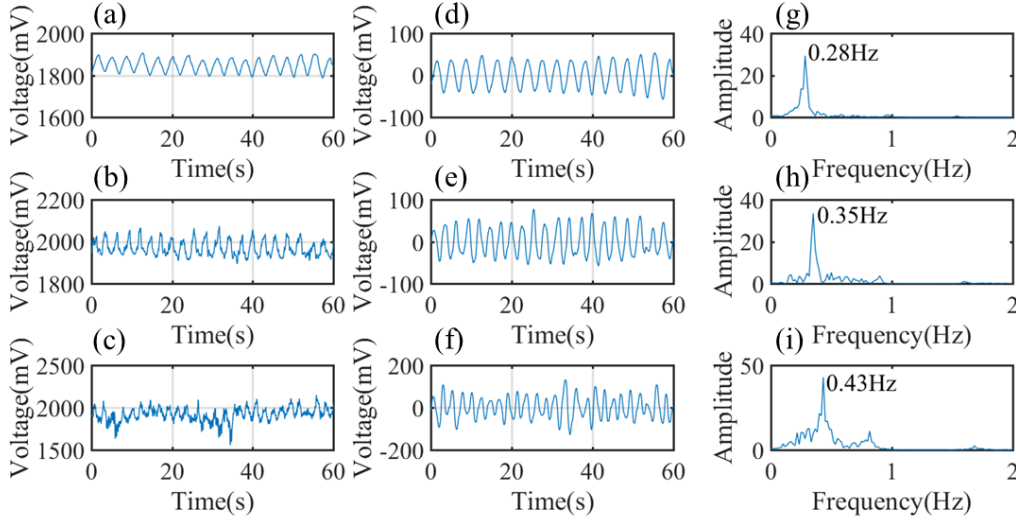 (a)
2000
1800
1600
Voltage(mV)
0 20 40 60
Time(s)
(d)
100
0
-100
Voltage(mV)
0 20 40 60
Time(s)
(g)
40
20
0
Amplitude
0.28Hz
0 1 2
Frequency(Hz)
(b)
2200
2000
1800
Voltage(mV)
0 20 40 60
Time(s)
(e)
100
0
-100
Voltage(mV)
0 20 40 60
Time(s)
(h)
40
20
0
Amplitude
0.35Hz
0 1 2
Frequency(Hz)
(c)
2500
2000
1500
Voltage(mV)
0 20 40 60
Time(s)
(f)
200
0
-200
Voltage(mV)
0 20 40 60
Time(s)
(i)
50
0
Amplitude
0.43Hz
0 1 2
Frequency(Hz)